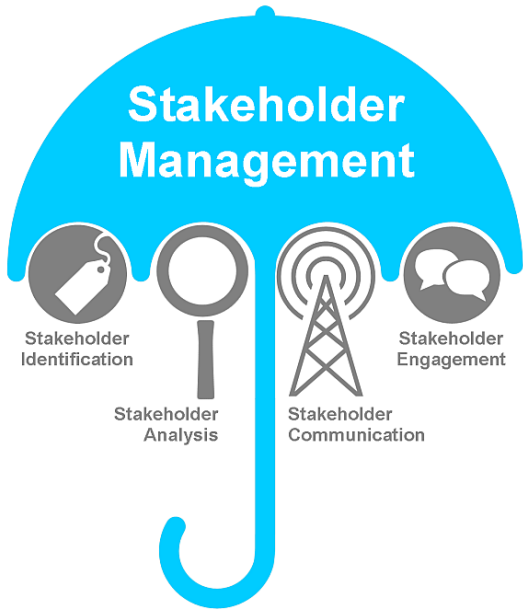 Stakeholder
Management
Stakeholder
Identification
Stakeholder
Analysis
Stakeholder
Communication
Stakeholder
Engagement